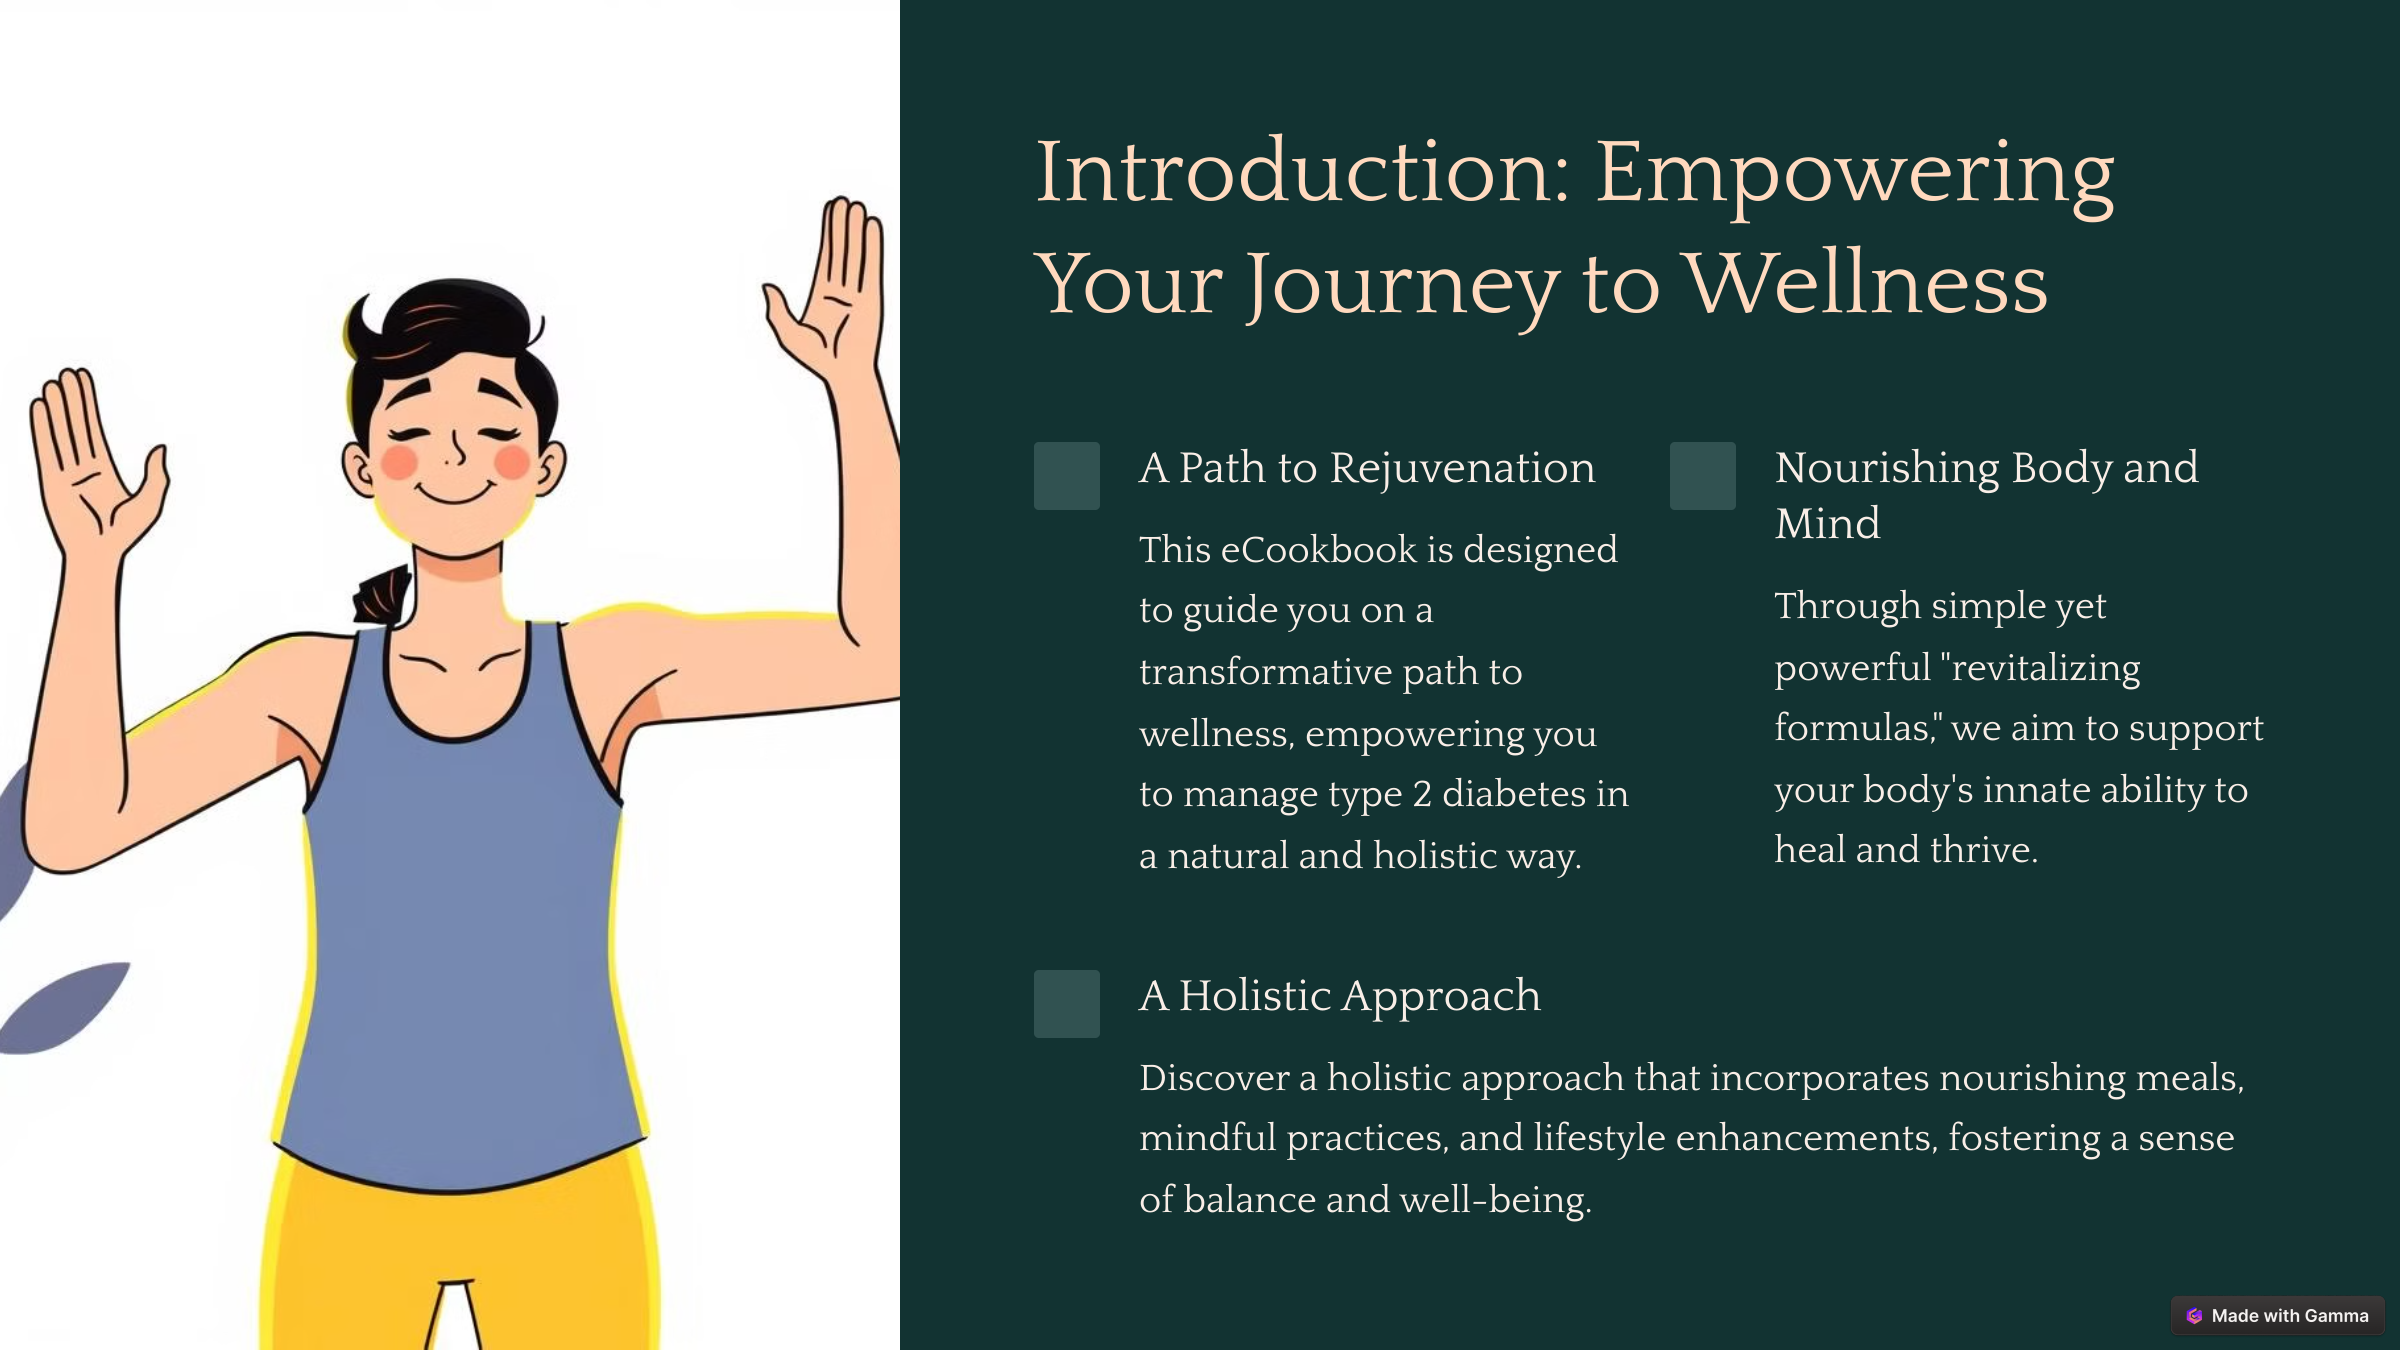 Introduction: Empowering
Your Journey to Wellness
A Path to Rejuvenation
This eCookbook is designed
to guide you on a
transformative path to
wellness, empowering you
to manage type 2 diabetes in
a natural and holistic way.
Nourishing Body and
Mind
Through simple yet
powerful "revitalizing
formulas," we aim to support
your body's innate ability to
heal and thrive.
A Holistic Approach
Discover a holistic approach that incorporates nourishing meals,
mindful practices, and lifestyle enhancements, fostering a sense
of balance and well-being.
Made with Gamma